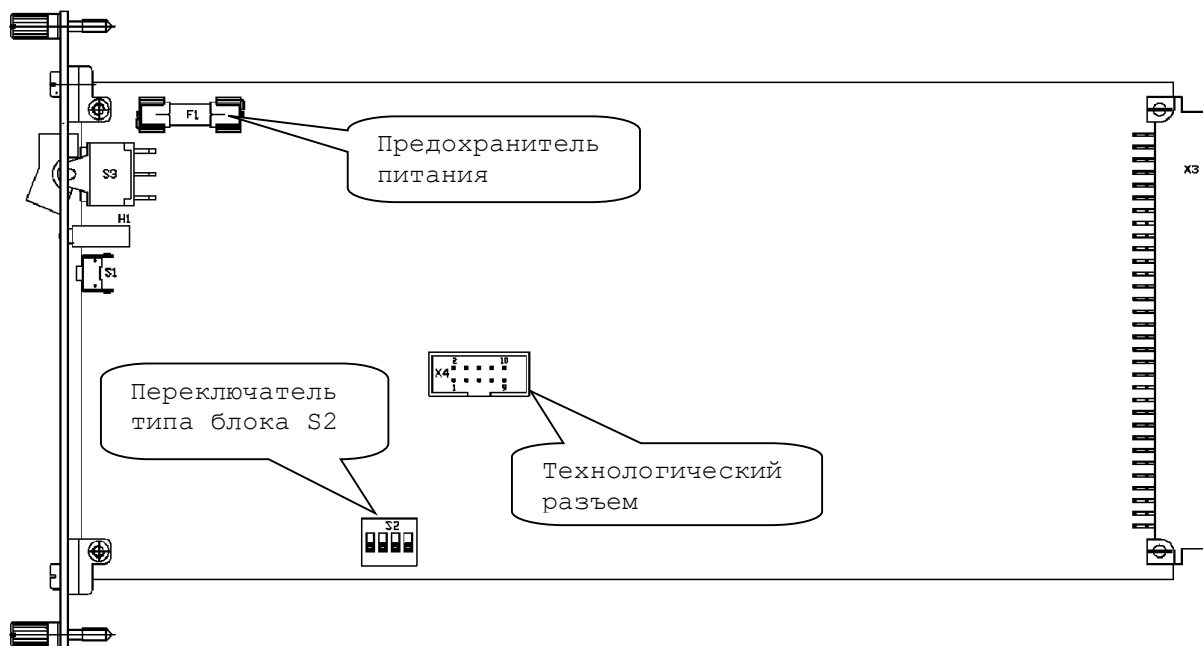 F1
Предохранитель
питания
S3
X3
H1
S1
X4
2 10
1 9
Переключатель
типа блока S2
Технологический
разъем
S2